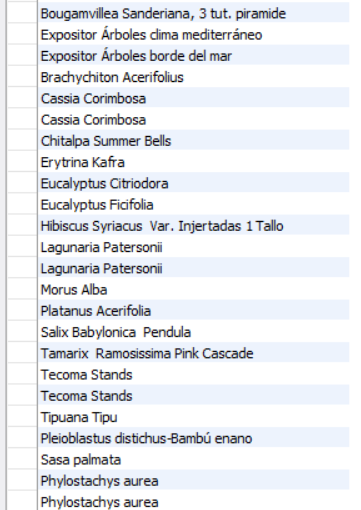 Bougamvillea Sanderiana, 3 tut. piramide
Expositor Árboles clima mediterráneo
Expositor Árboles borde del mar
Brachychiton Acerifolius
Cassia Corimbosa
Cassia Corimbosa
Chitalpa Summer Bells
Erytrina Kafra
Eucalyptus Citriodora
Eucalyptus Ficifolia
Hibiscus Syriacus  Var. Injertadas 1 Tallo
Lagunaria Patersonii
Lagunaria Patersonii
Morus Alba
Platanus Acerifolia
Salix Babylonica  Pendula
Tamarix  Ramosissima Pink Cascade
Tecoma Stands
Tecoma Stands
Tipuana Tipu
Pleioblastus distichus-Bambú enano
Sasa palmata
Phylostachys aurea
Phylostachys aurea